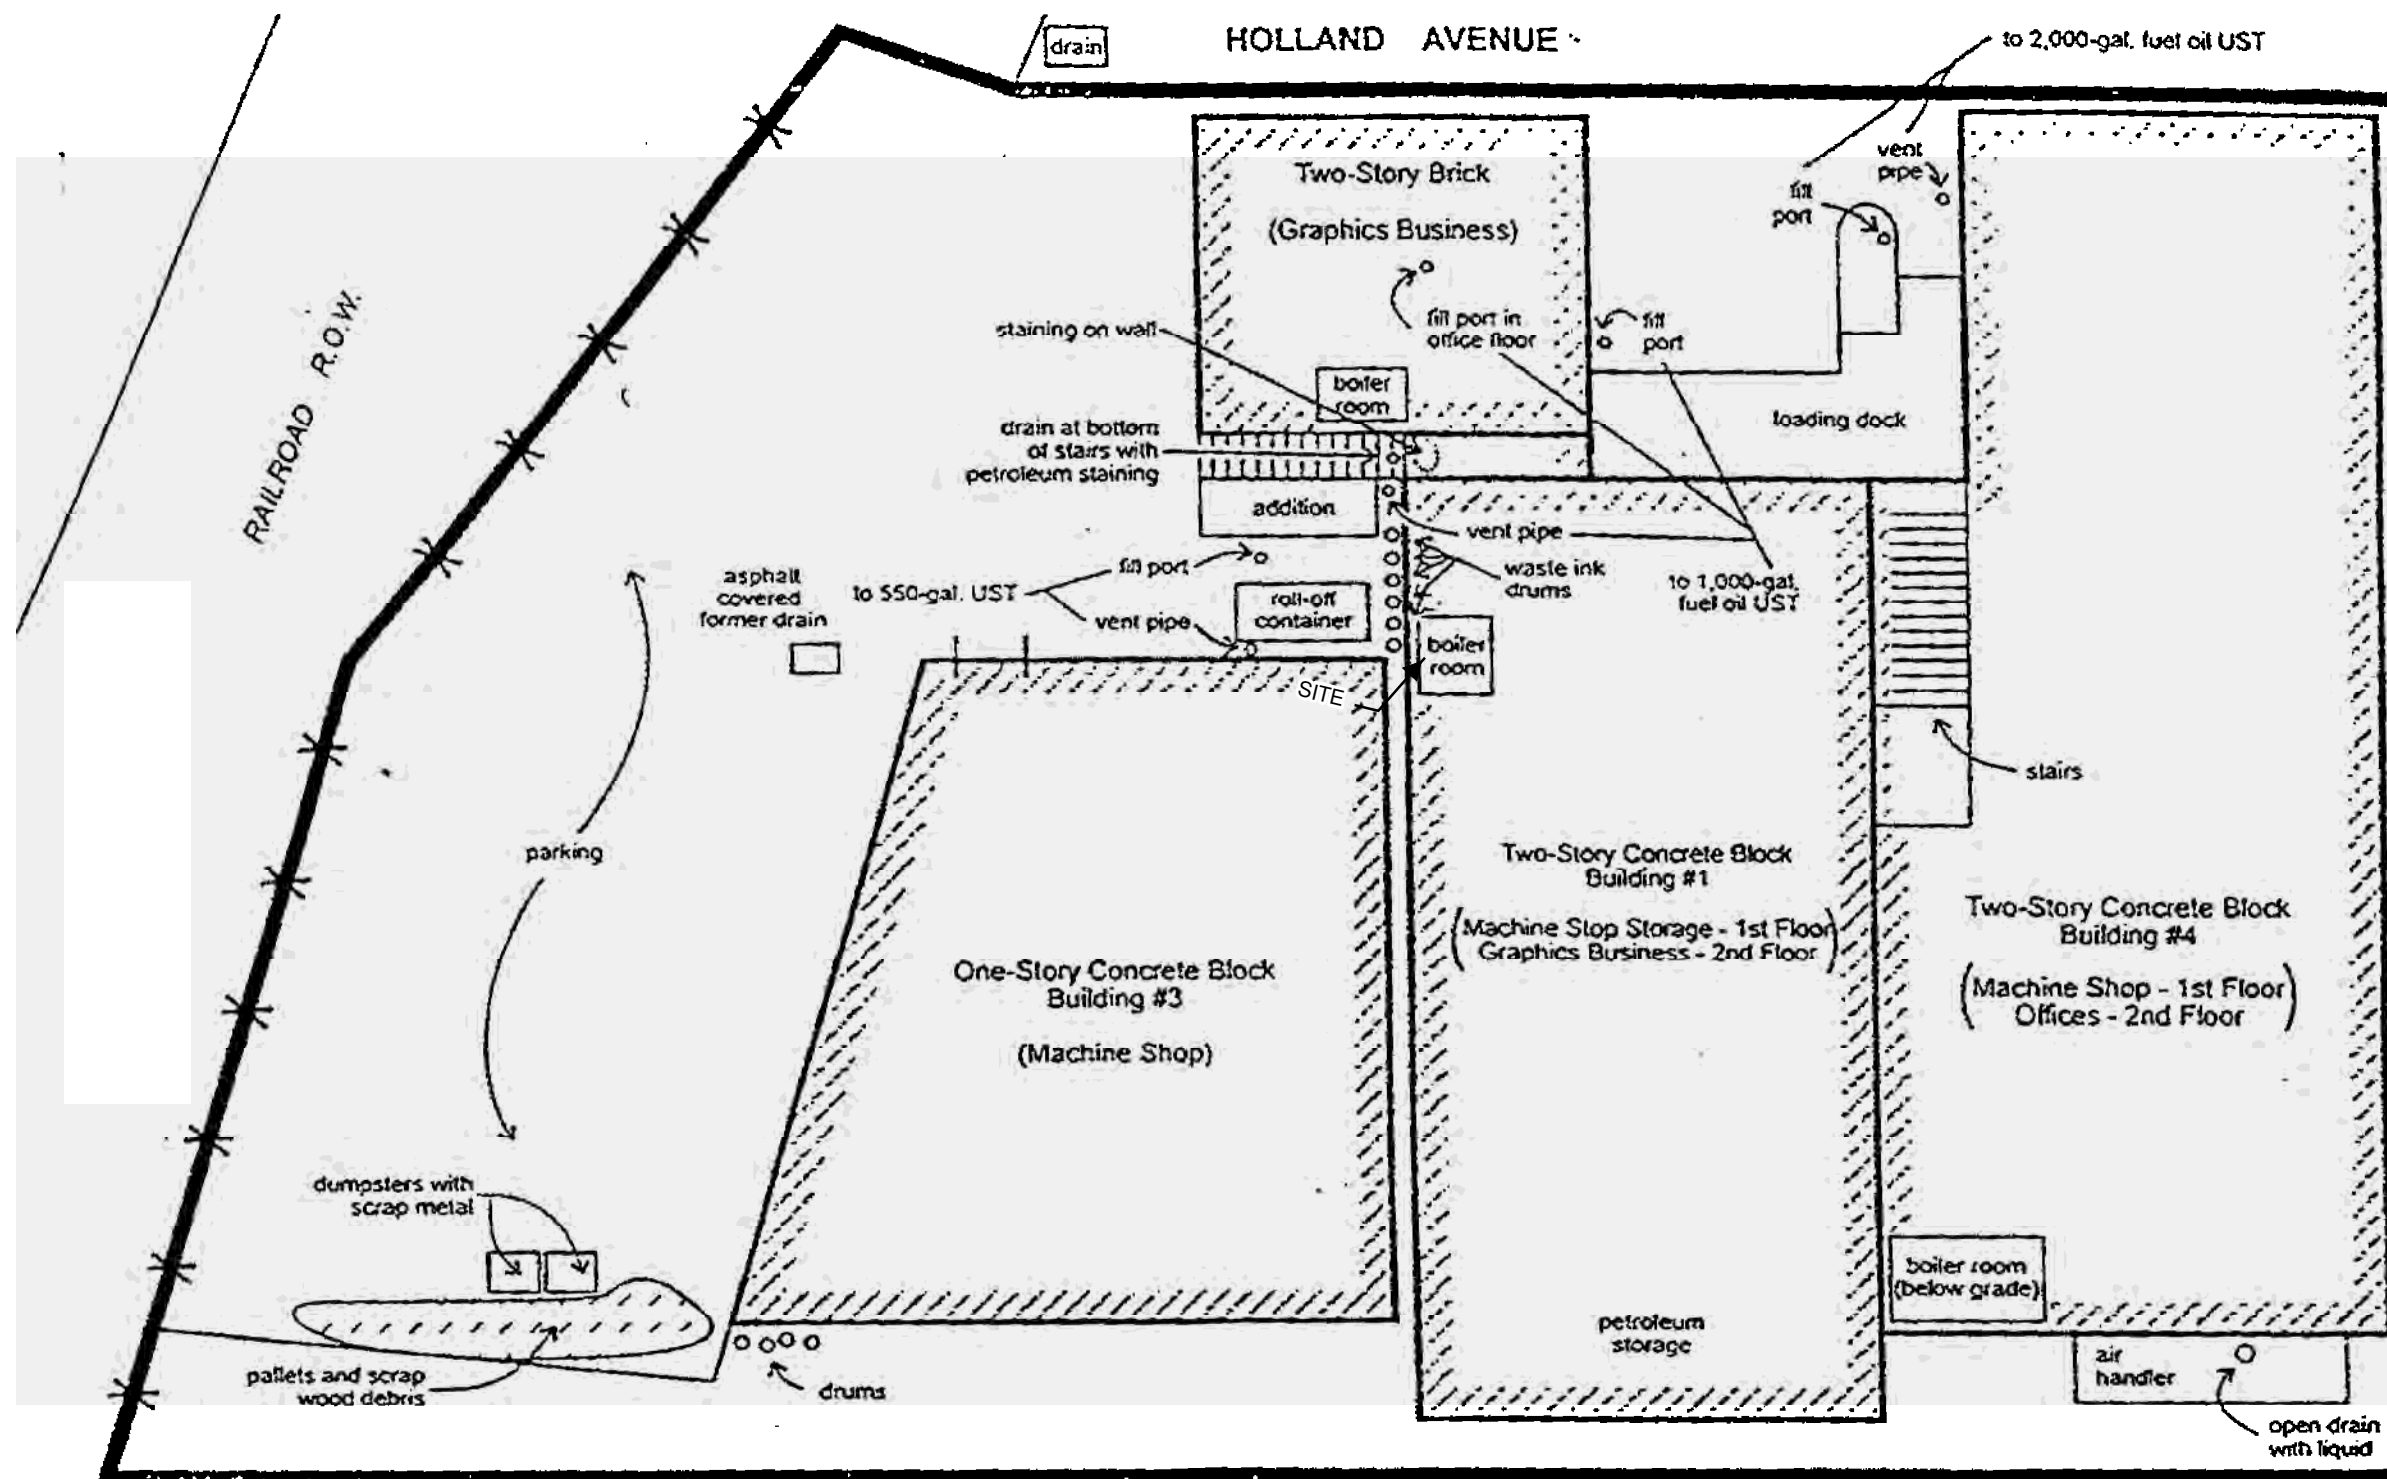 drain
HOLLAND AVENUE
to 2,000-gal. fuel oil UST
vent
pipe
fill
port
Two-Story Brick
(Graphics Business)
fill port in
office floor
fill
port
staining on wall
boiler
room
loading dock
drain at bottom
of stairs with
petroleum staining
addition
vent pipe
RAILROAD R.O.W.
asphalt
covered
former drain
to 550-gal. UST
fill port
vent pipe
roll-off
container
waste ink
drums
to 1,000-gal.
fuel oil UST
boiler
room
SITE
stairs
parking
Two-Story Concrete Block
Building #1
(Machine Stop Storage - 1st Floor
Graphics Business - 2nd Floor)
Two-Story Concrete Block
Building #4
(Machine Shop - 1st Floor
Offices - 2nd Floor)
One-Story Concrete Block
Building #3
(Machine Shop)
dumpsters with
scrap metal
boiler room
(below grade)
petroleum
storage
air
handler
pallets and scrap
wood debris
drums
open drain
with liquid